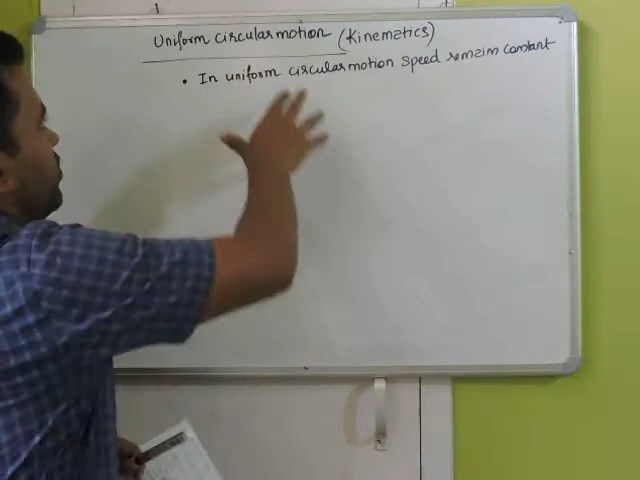 Uniform circular motion (Kinematics)
• In uniform circular motion speed remain constant